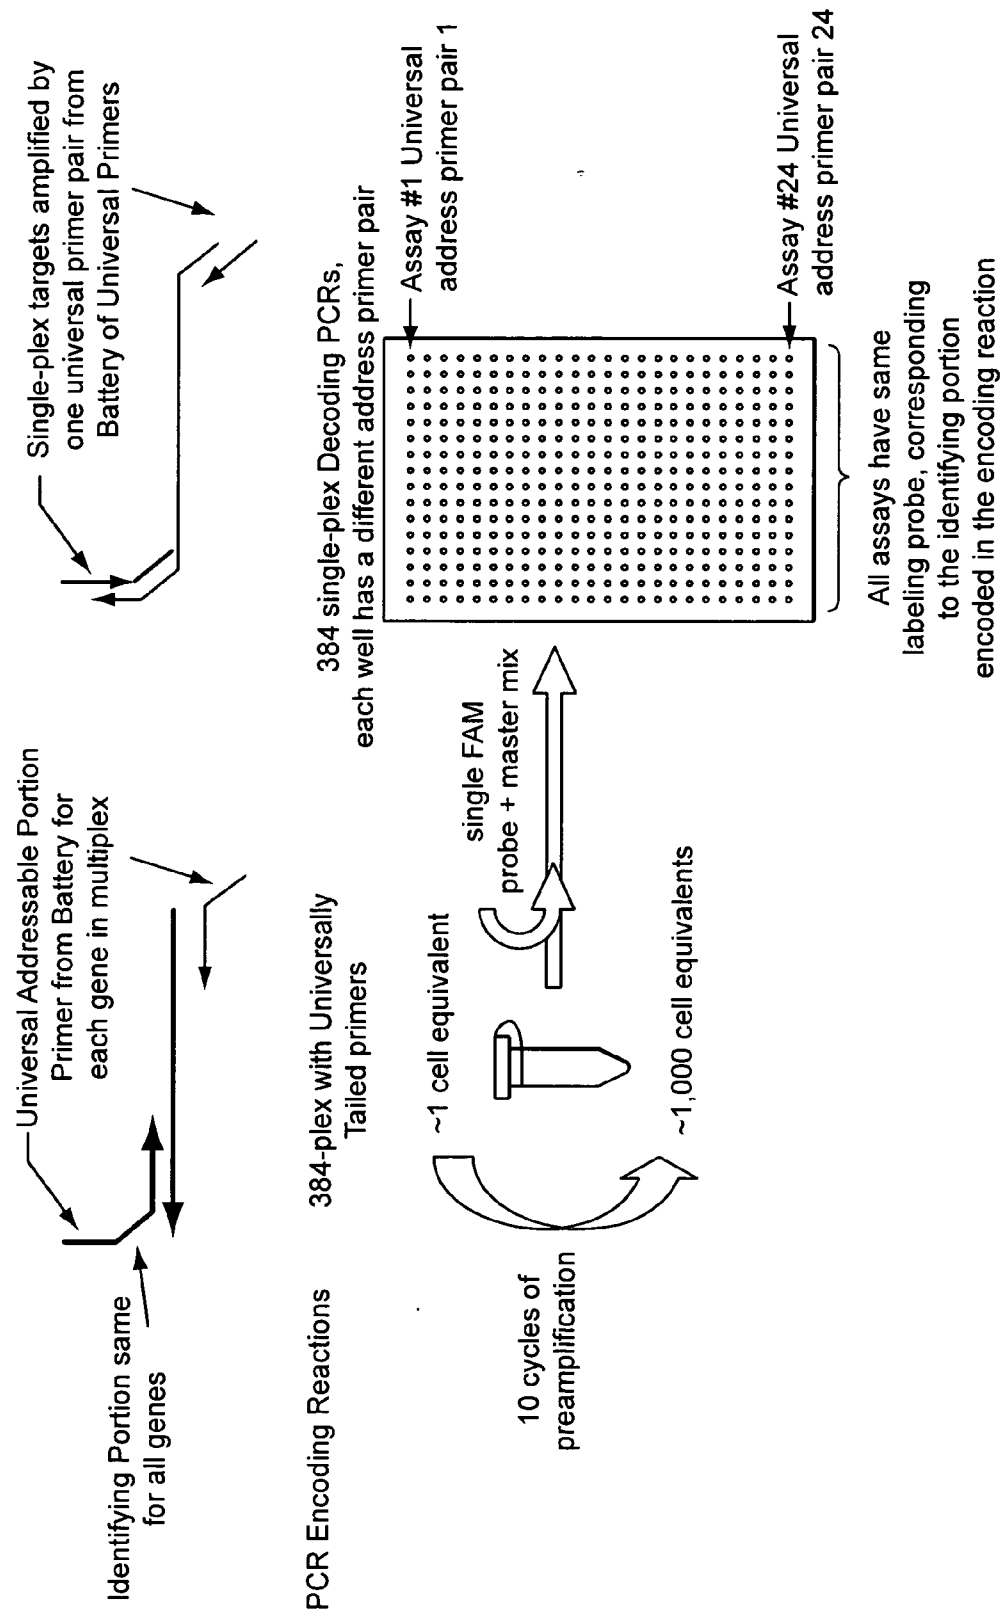 Universal Addressable Portion
Primer from Battery for
each gene in multiplex
Identifying Portion same
for all genes
Single-plex targets amplified by
one universal primer pair from
Battery of Universal Primers
PCR Encoding Reactions
384-plex with Universally
Tailed primers
~1 cell equivalent
10 cycles of
preamplification
~1,000 cell equivalents
single FAM
probe + master mix
384 single-plex Decoding PCRs,
each well has a different address primer pair
Assay #1 Universal
address primer pair 1
Assay #24 Universal
address primer pair 24
All assays have same
labeling probe, corresponding
to the identifying portion
encoded in the encoding reaction